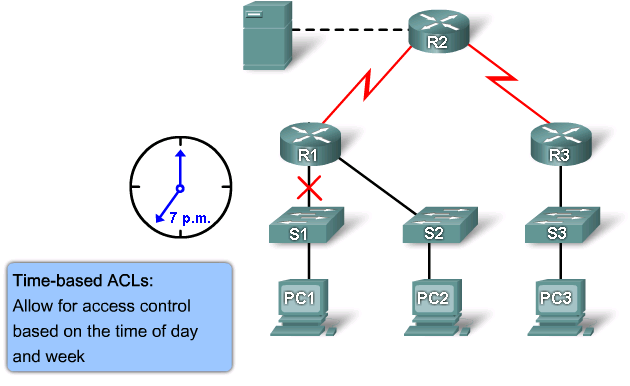 R2
R1
R3
7 p.m.
S1
S2
S3
Time-based ACLs:
Allow for access control
based on the time of day
and week
PC1
PC2
PC3